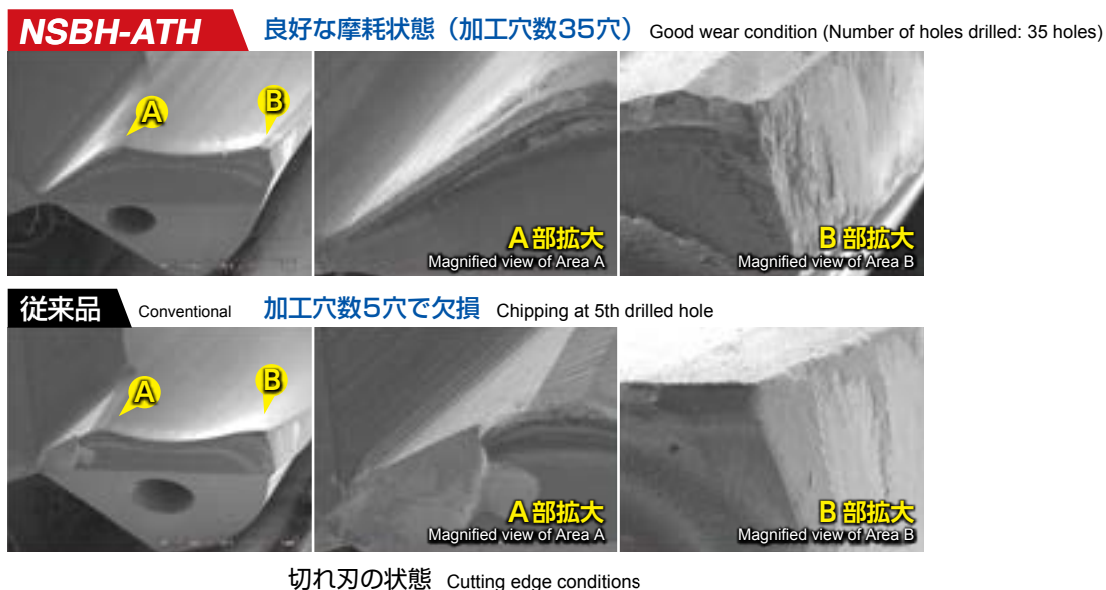 NSBH-ATH 良好な摩耗状態（加工穴数35穴） Good wear condition (Number of holes drilled: 35 holes)
A B
A部拡大 B部拡大
Magnified view of Area A Magnified view of Area B
従来品 Conventional 加工穴数5穴で欠損 Chipping at 5th drilled hole
A B
A部拡大 B部拡大
Magnified view of Area A Magnified view of Area B
切れ刃の状態 Cutting edge conditions